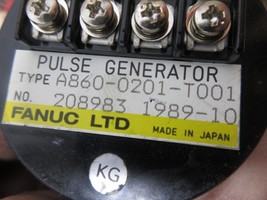 PULSE GENERATOR
TYPE A860-0201-T001
NO. 208983 1989-10
FANUC LTD MADE IN JAPAN
KG